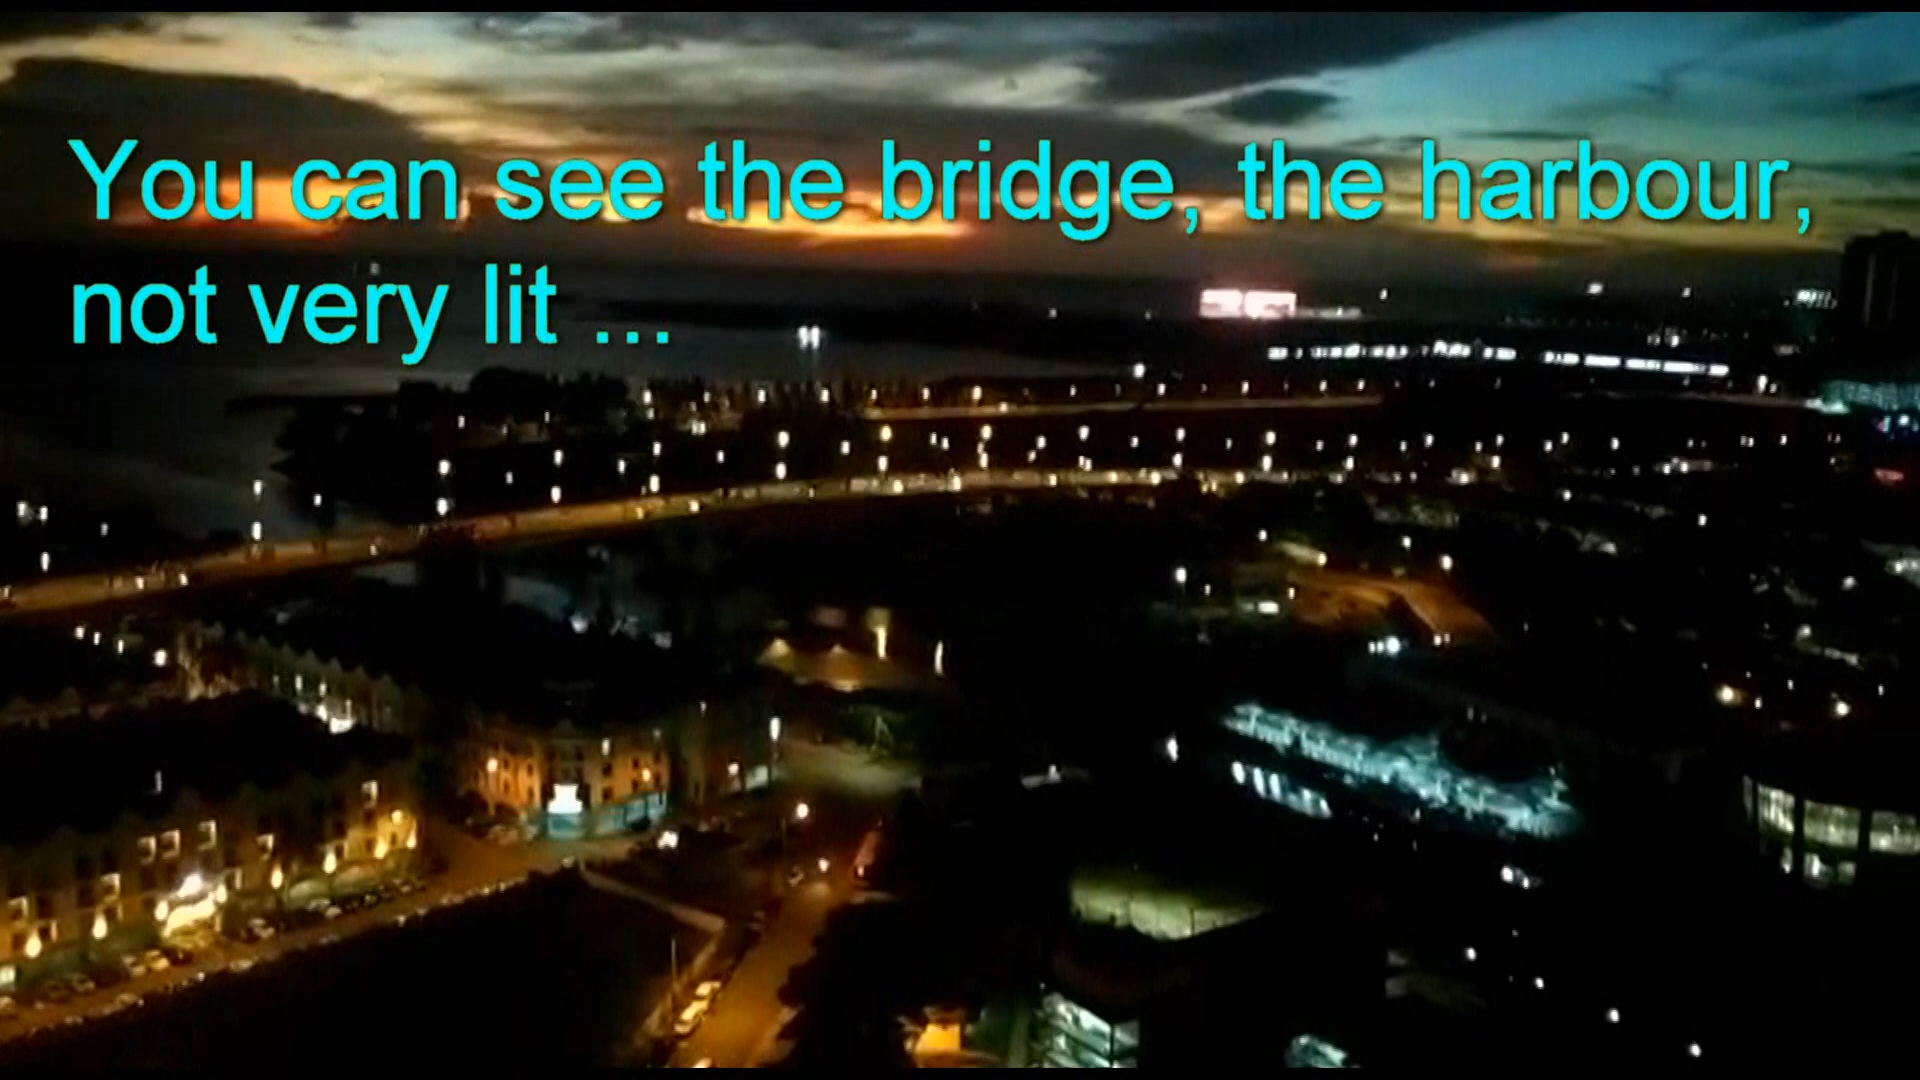 You can see the bridge, the harbour,
not very lit ...